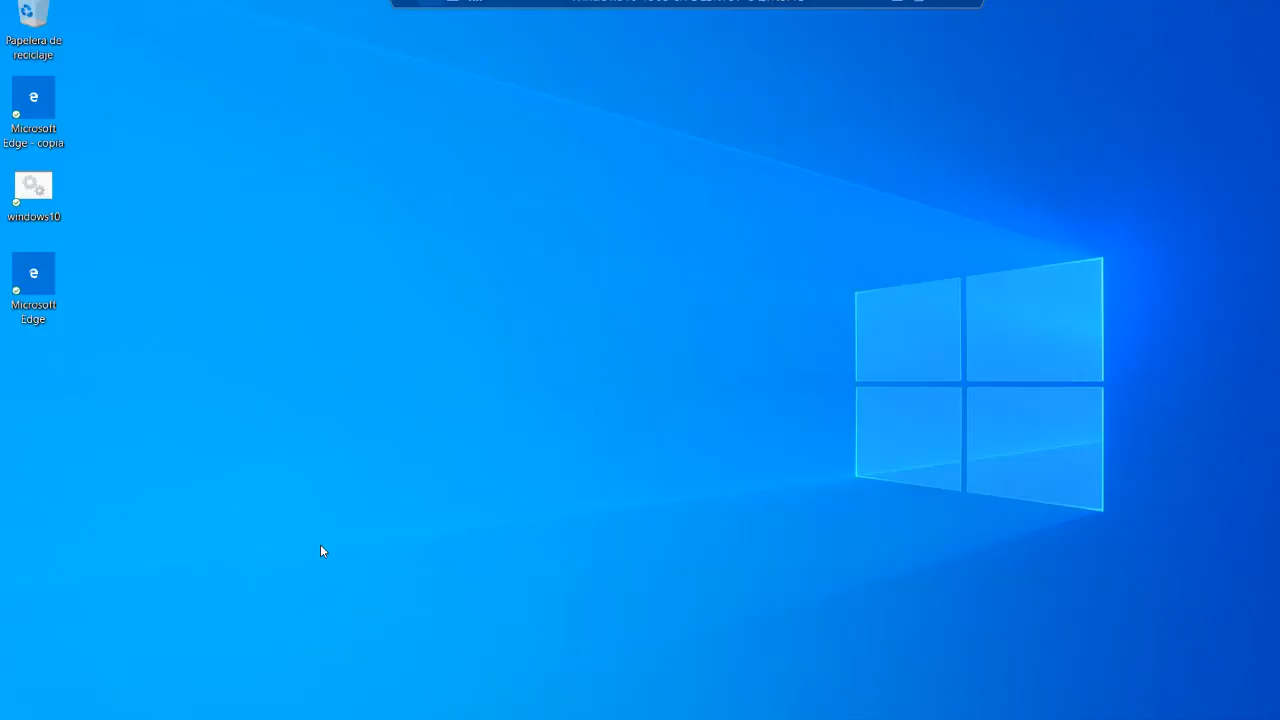 Papelera de
reciclaje
Microsoft
Edge - copia
windows10
Microsoft
Edge